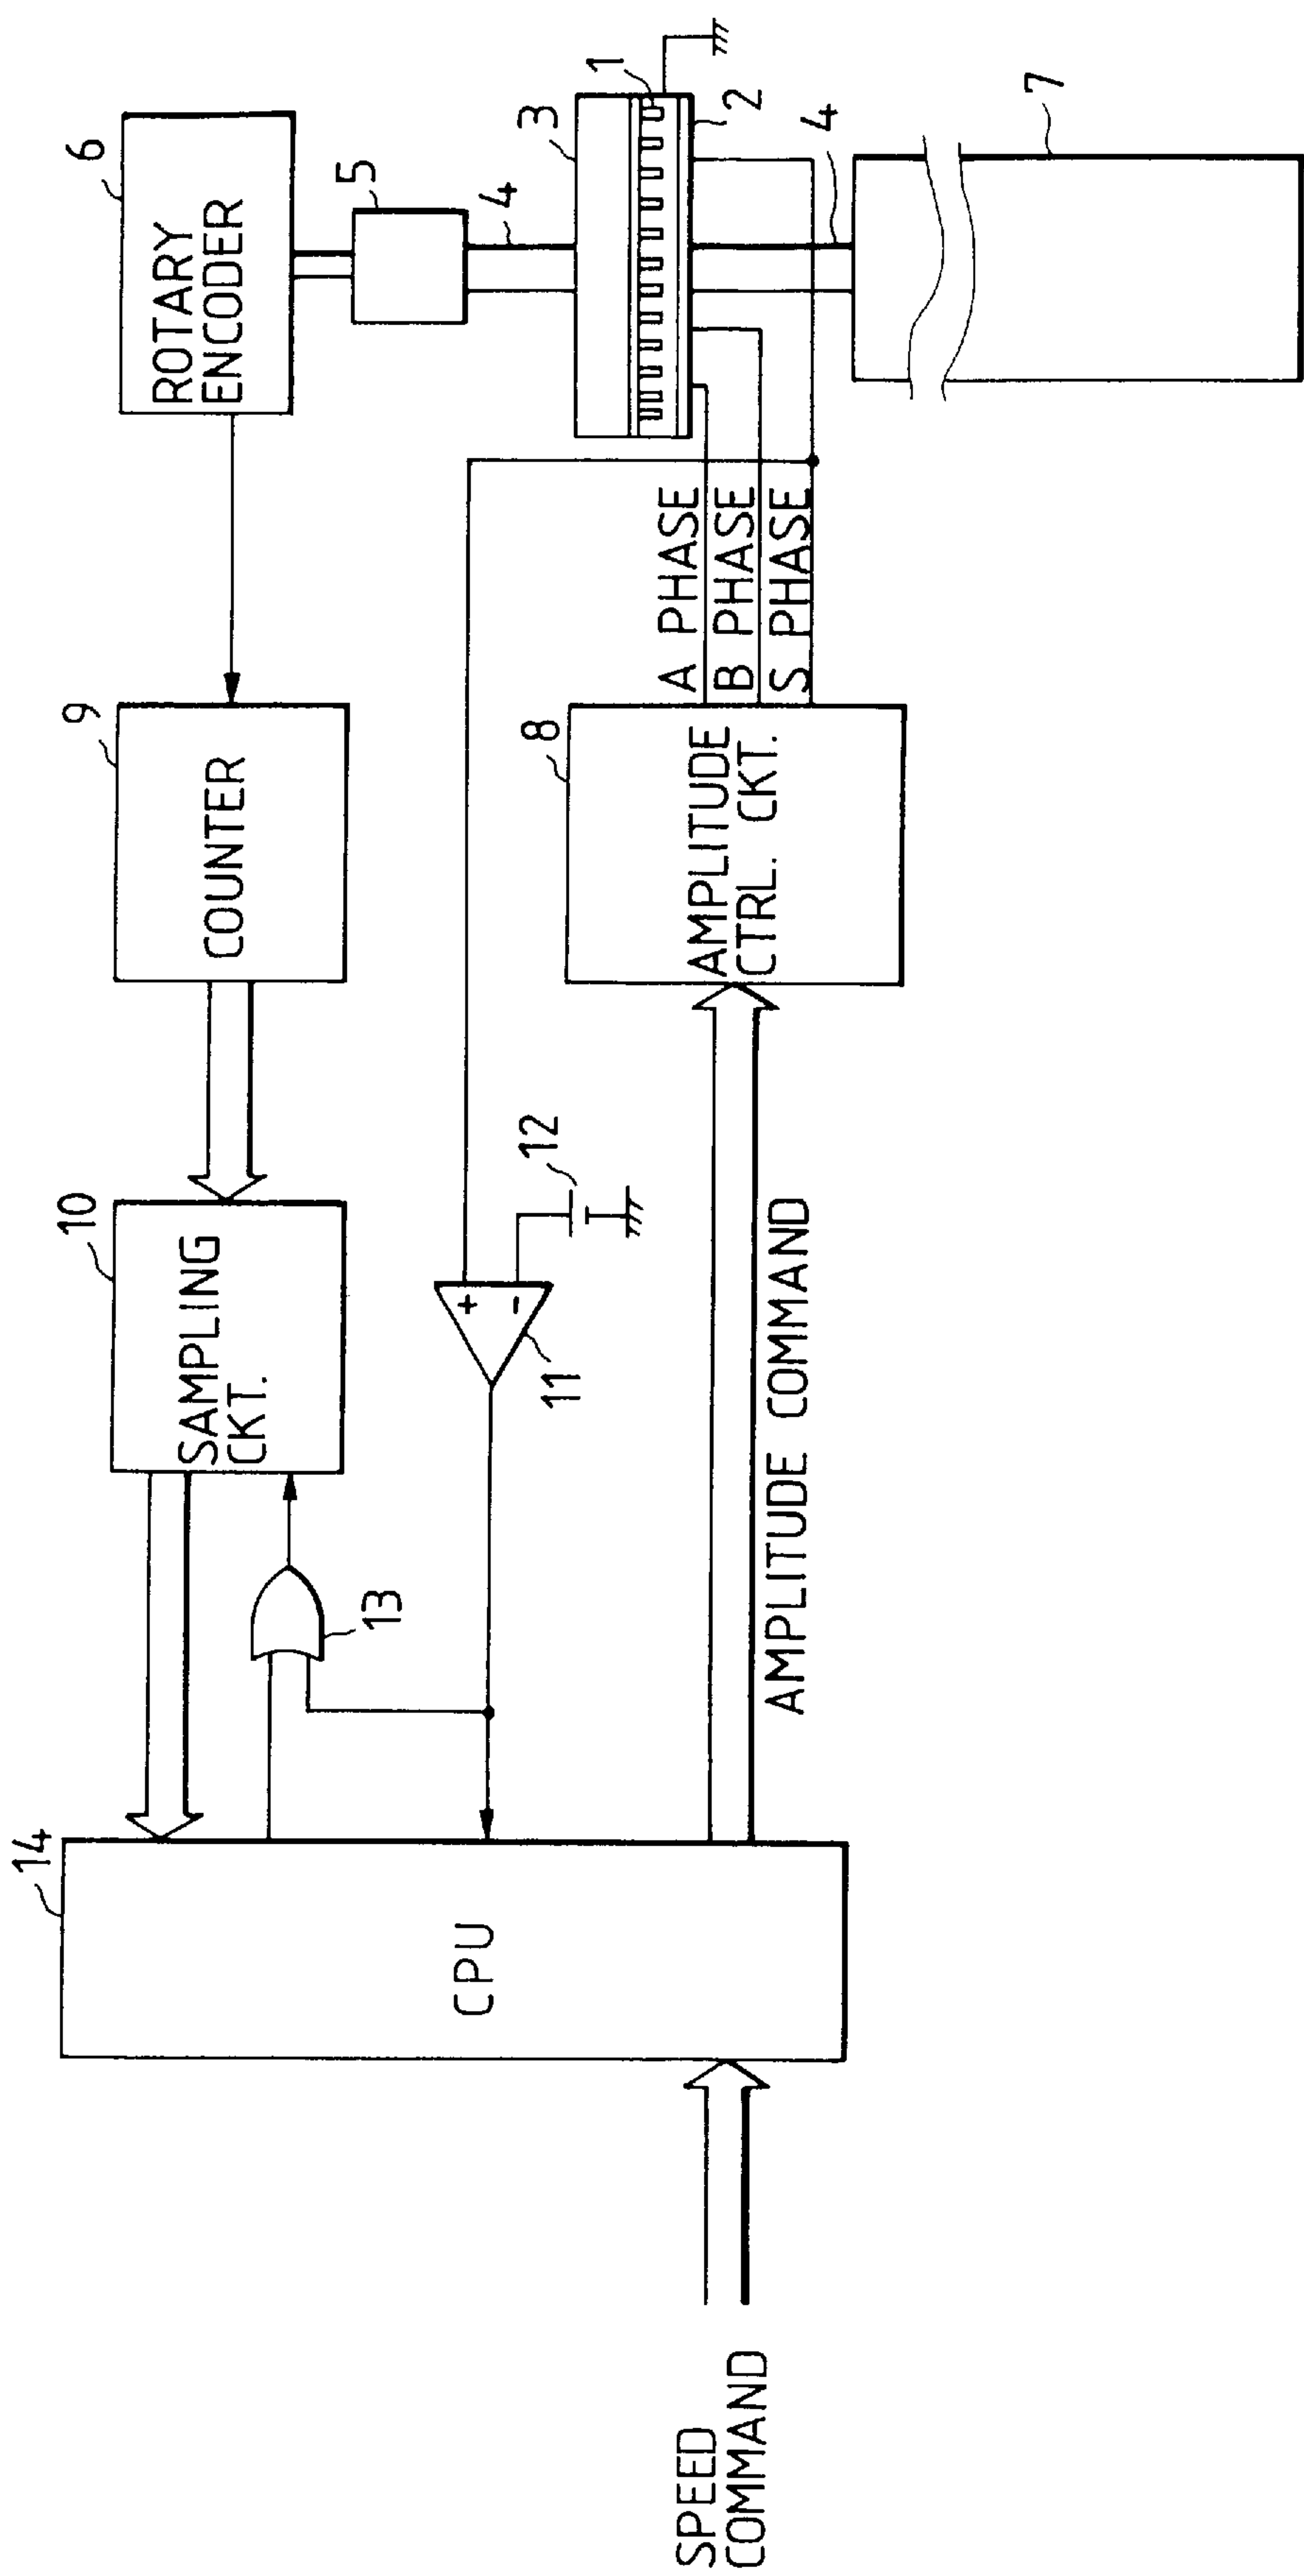 6
ROTARY
ENCODER
5
4
3
1
2
4
7
9
COUNTER
8
AMPLITUDE
CTRL. CKT.
A PHASE
B PHASE
S PHASE
10
SAMPLING
CKT.
+
-
12
11
13
AMPLITUDE COMMAND
14
CPU
SPEED
COMMAND